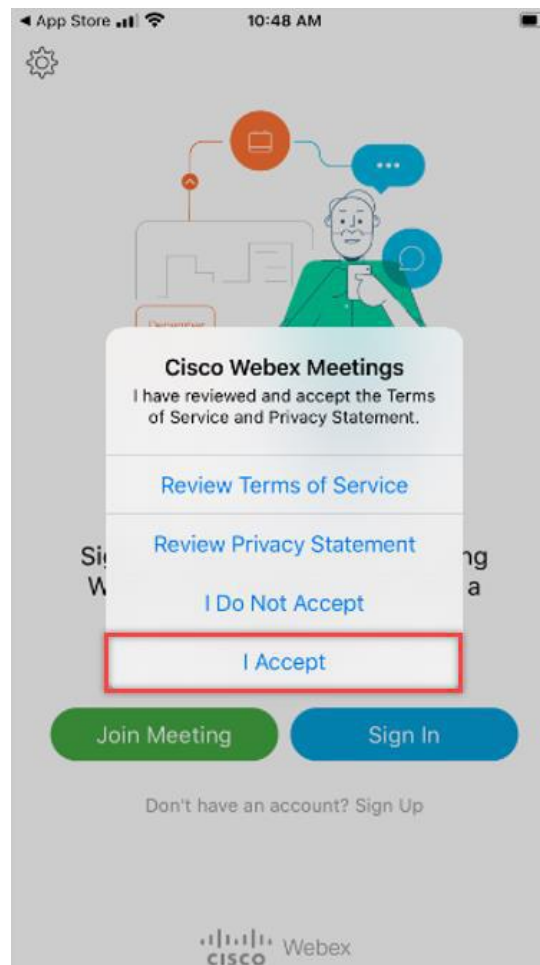 App Store 10:48 AM
December
Cisco Webex Meetings
I have reviewed and accept the Terms
of Service and Privacy Statement.
Review Terms of Service
Review Privacy Statement
I Do Not Accept
I Accept
a
Join Meeting Sign In
Don't have an account? Sign Up
CISCO Webex